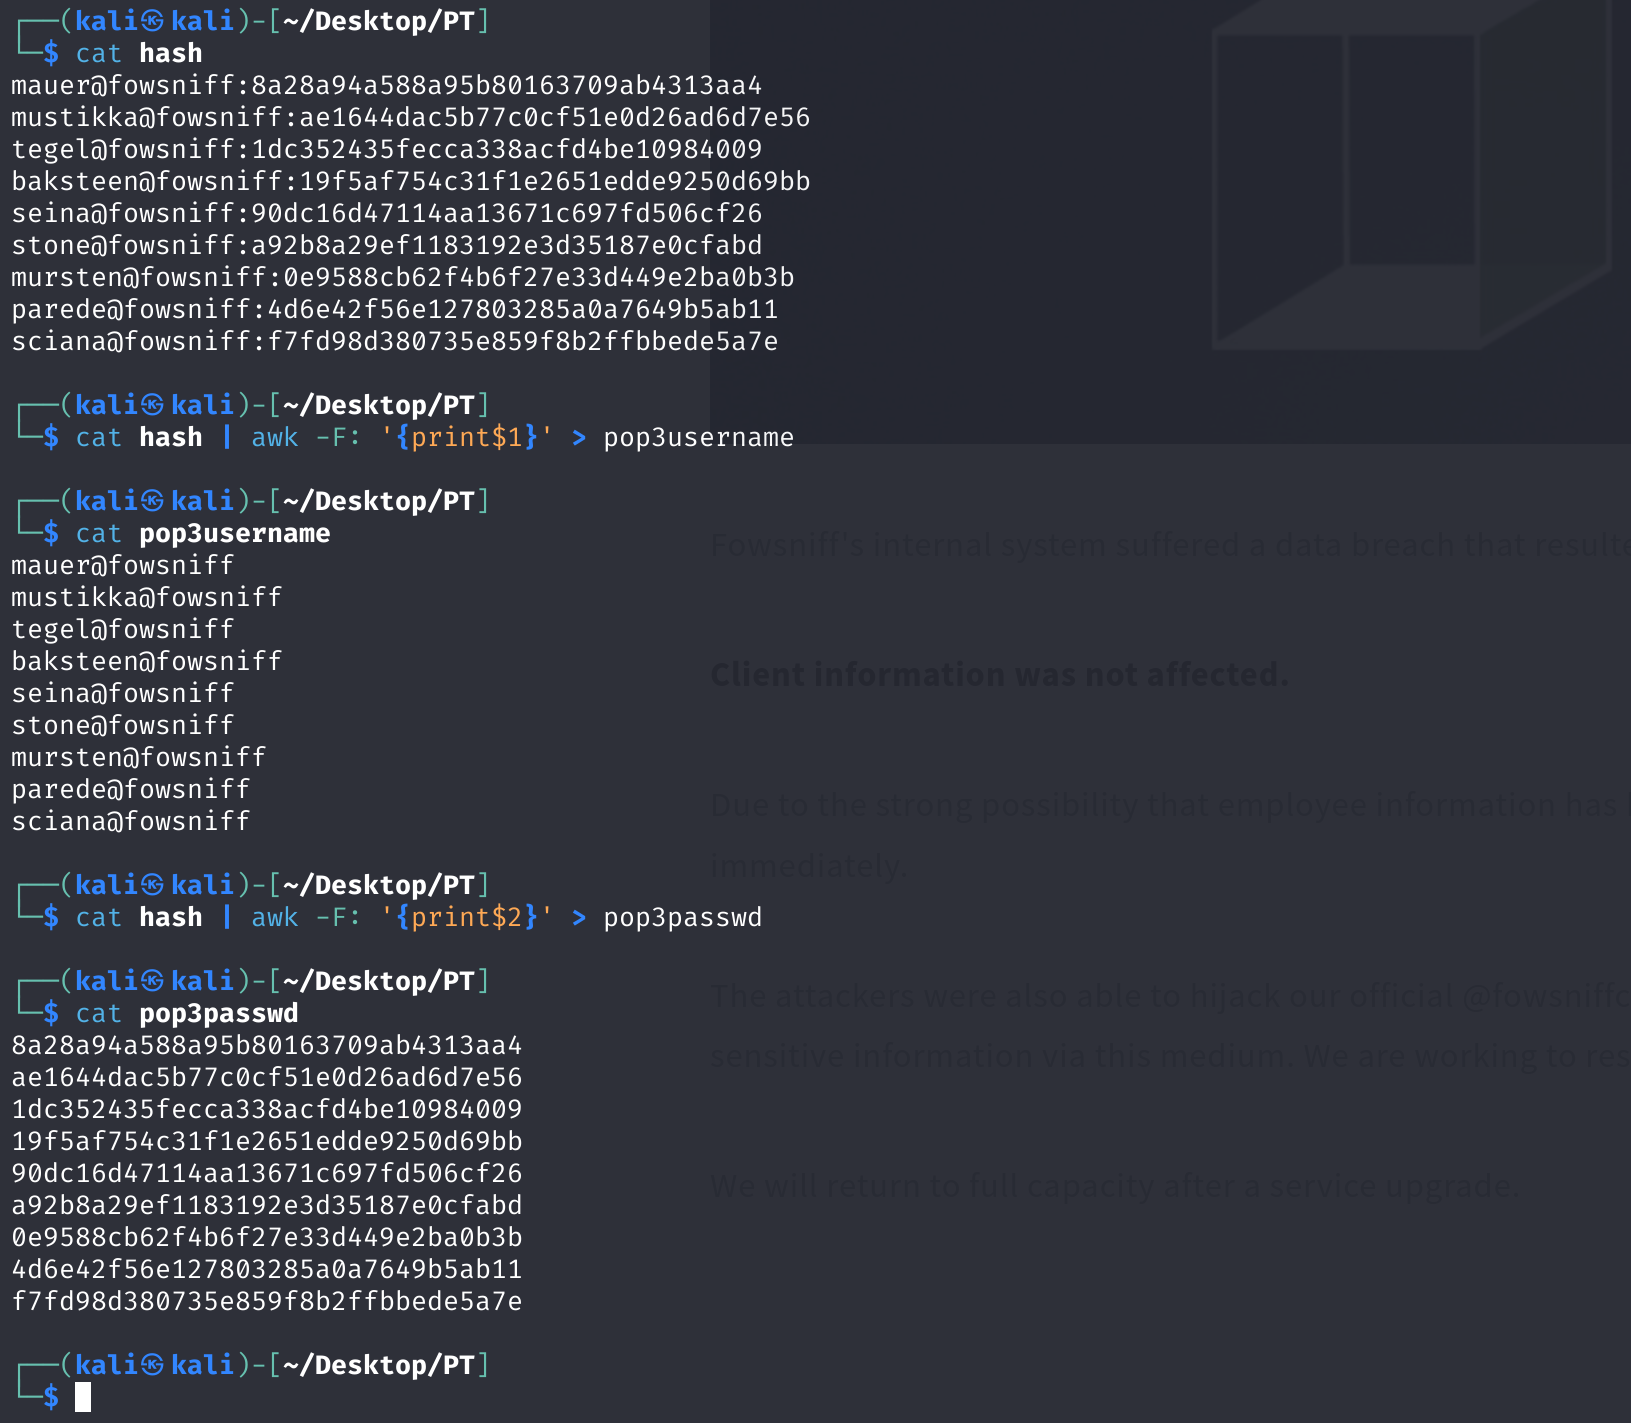 ┌──(kali㉿kali)-[~/Desktop/PT]
└─$ cat hash
mauer@fowsniff:8a28a94a588a95b80163709ab4313aa4
mustikka@fowsniff:ae1644dac5b77c0cf51e0d26ad6d7e56
tegel@fowsniff:1dc352435fecca338acfd4be10984009
baksteen@fowsniff:19f5af754c31f1e2651edde9250d69bb
seina@fowsniff:90dc16d47114aa13671c697fd506cf26
stone@fowsniff:a92b8a29ef1183192e3d35187e0cfabd
mursten@fowsniff:0e9588cb62f4b6f27e33d449e2ba0b3b
parede@fowsniff:4d6e42f56e127803285a0a7649b5ab11
sciana@fowsniff:f7fd98d380735e859f8b2ffbbede5a7e
┌──(kali㉿kali)-[~/Desktop/PT]
└─$ cat hash | awk -F: '{print$1}' > pop3username
┌──(kali㉿kali)-[~/Desktop/PT]
└─$ cat pop3username
Fowsniff's internal system suffered a data breach that
mauer@fowsniff
mustikka@fowsniff
tegel@fowsniff
baksteen@fowsniff
Client information was not affected.
seina@fowsniff
stone@fowsniff
mursten@fowsniff
parede@fowsniff
Due to the strong possibility that employee information has
sciana@fowsniff
immediately.
┌──(kali㉿kali)-[~/Desktop/PT]
└─$ cat hash | awk -F: '{print$2}' > pop3passwd
┌──(kali㉿kali)-[~/Desktop/PT]
The attackers were also able to hijack our official
└─$ cat pop3passwd
8a28a94a588a95b80163709ab4313aa4
sensitive information via this medium. We are working to
ae1644dac5b77c0cf51e0d26ad6d7e56
1dc352435fecca338acfd4be10984009
19f5af754c31f1e2651edde9250d69bb
90dc16d47114aa13671c697fd506cf26
We will return to full capacity after a service upgrade.
a92b8a29ef1183192e3d35187e0cfabd
0e9588cb62f4b6f27e33d449e2ba0b3b
4d6e42f56e127803285a0a7649b5ab11
f7fd98d380735e859f8b2ffbbede5a7e
┌──(kali㉿kali)-[~/Desktop/PT]
└─$